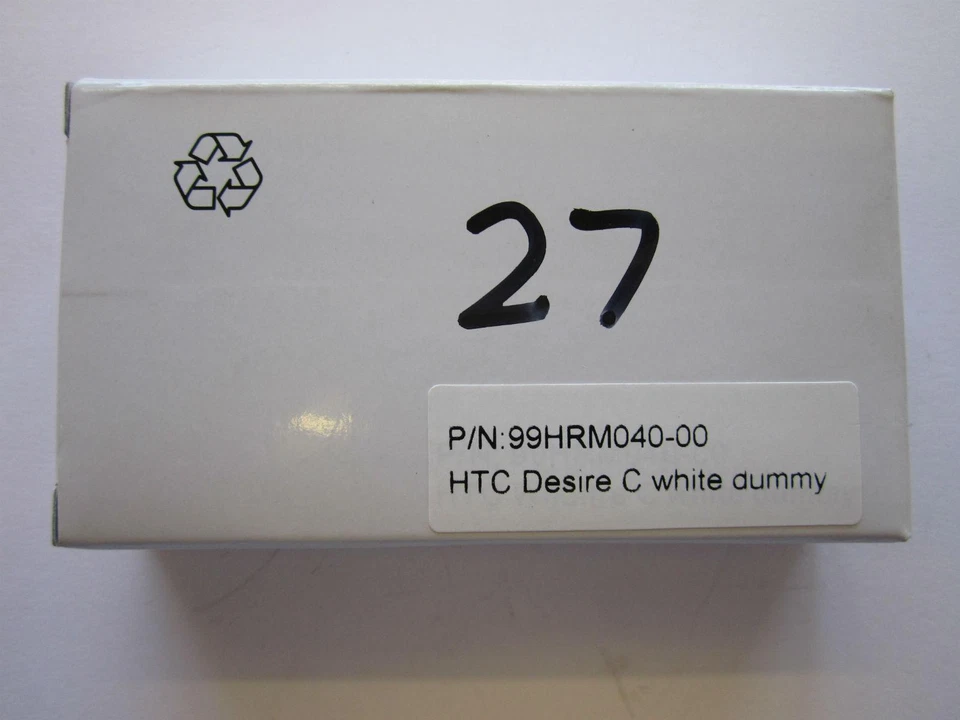 27
P/N:99HRM040-00
HTC Desire C white dummy